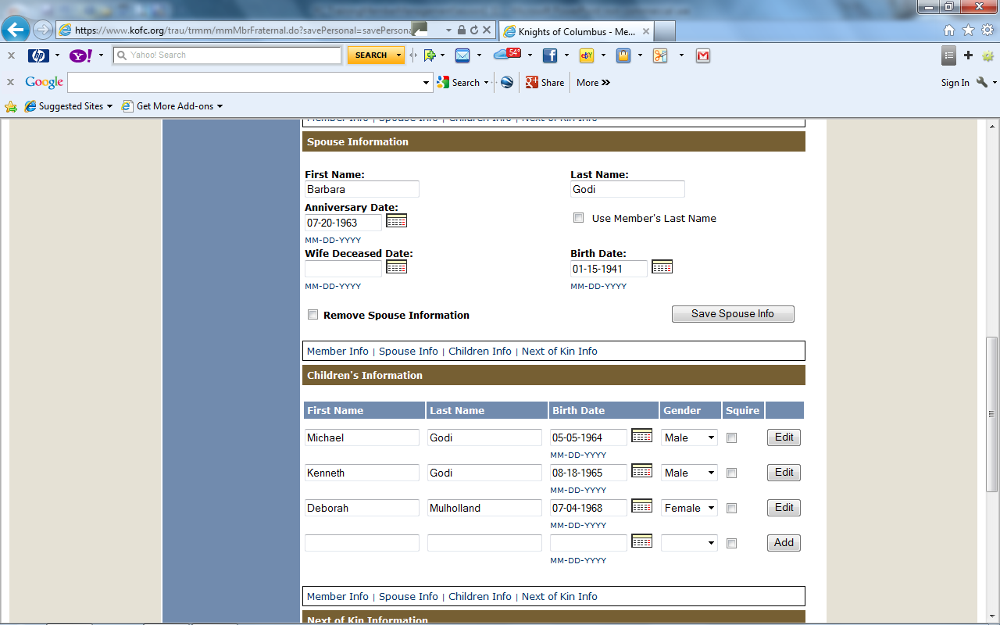 https://www.kofc.org/trau/trmm/mmMbrFraternal.do?savePersonal=savePersona
Knights of Columbus - Me...
Yahoo! Search
SEARCH
54°
Google
Search
Share
More
Sign In
Suggested Sites
Get More Add-ons
Member Info | Spouse Info | Children Info | Next of Kin Info
Spouse Information
First Name: Last Name:
Barbara Godi
Anniversary Date:
07-20-1963 Use Member's Last Name
MM-DD-YYYY
Wife Deceased Date: Birth Date:
01-15-1941
MM-DD-YYYY MM-DD-YYYY
Remove Spouse Information Save Spouse Info
Member Info | Spouse Info | Children Info | Next of Kin Info
Children's Information
First Name Last Name Birth Date Gender Squire
Michael Godi 05-05-1964 Male Edit
MM-DD-YYYY
Kenneth Godi 08-18-1965 Male Edit
MM-DD-YYYY
Deborah Mulholland 07-04-1968 Female Edit
MM-DD-YYYY
Add
MM-DD-YYYY
Member Info | Spouse Info | Children Info | Next of Kin Info
Next of Kin Information